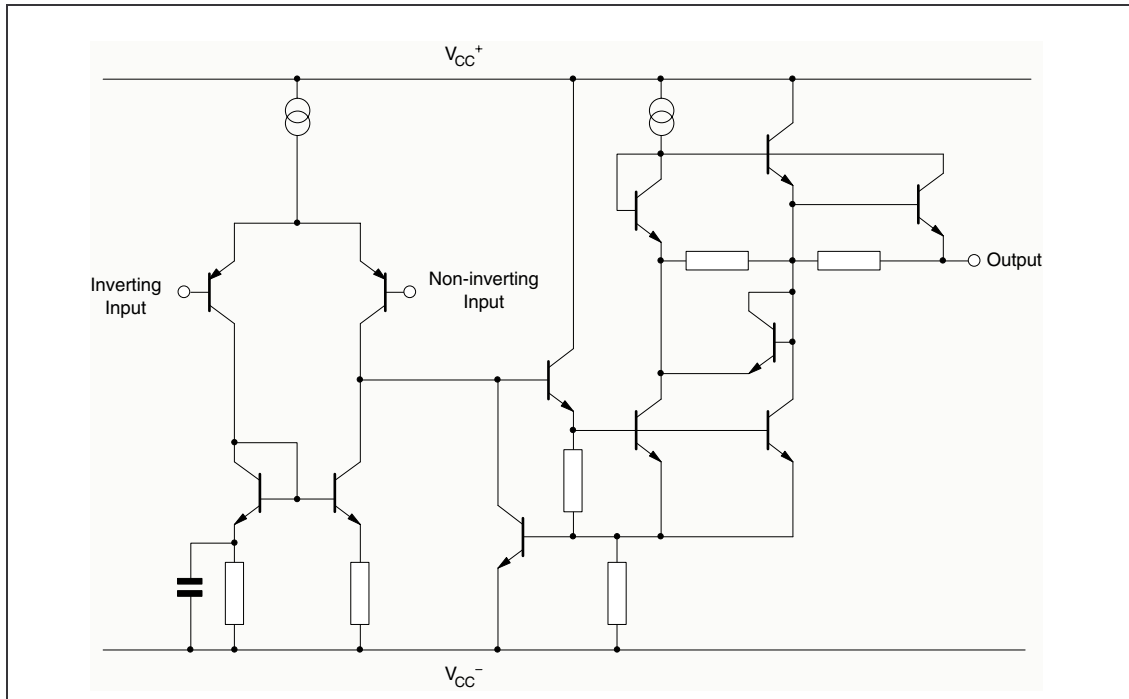 VCC+
Inverting
Input
Non-inverting
Input
Output
VCC−